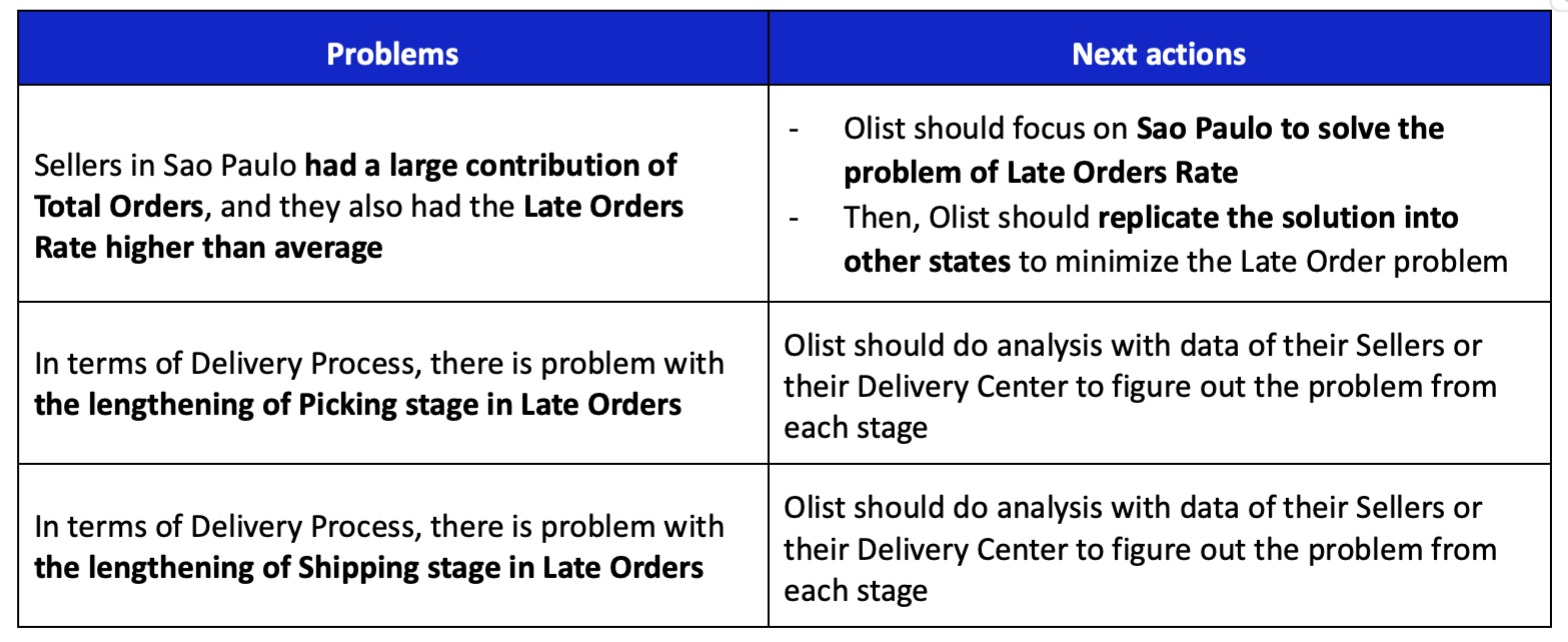 Problems
Next actions
Sellers in Sao Paulo had a large contribution of
Total Orders, and they also had the Late Orders
Rate higher than average
- Olist should focus on Sao Paulo to solve the
problem of Late Orders Rate
- Then, Olist should replicate the solution into
other states to minimize the Late Order problem
In terms of Delivery Process, there is problem with
the lengthening of Picking stage in Late Orders
Olist should do analysis with data of their Sellers or
their Delivery Center to figure out the problem from
each stage
In terms of Delivery Process, there is problem with
the lengthening of Shipping stage in Late Orders
Olist should do analysis with data of their Sellers or
their Delivery Center to figure out the problem from
each stage